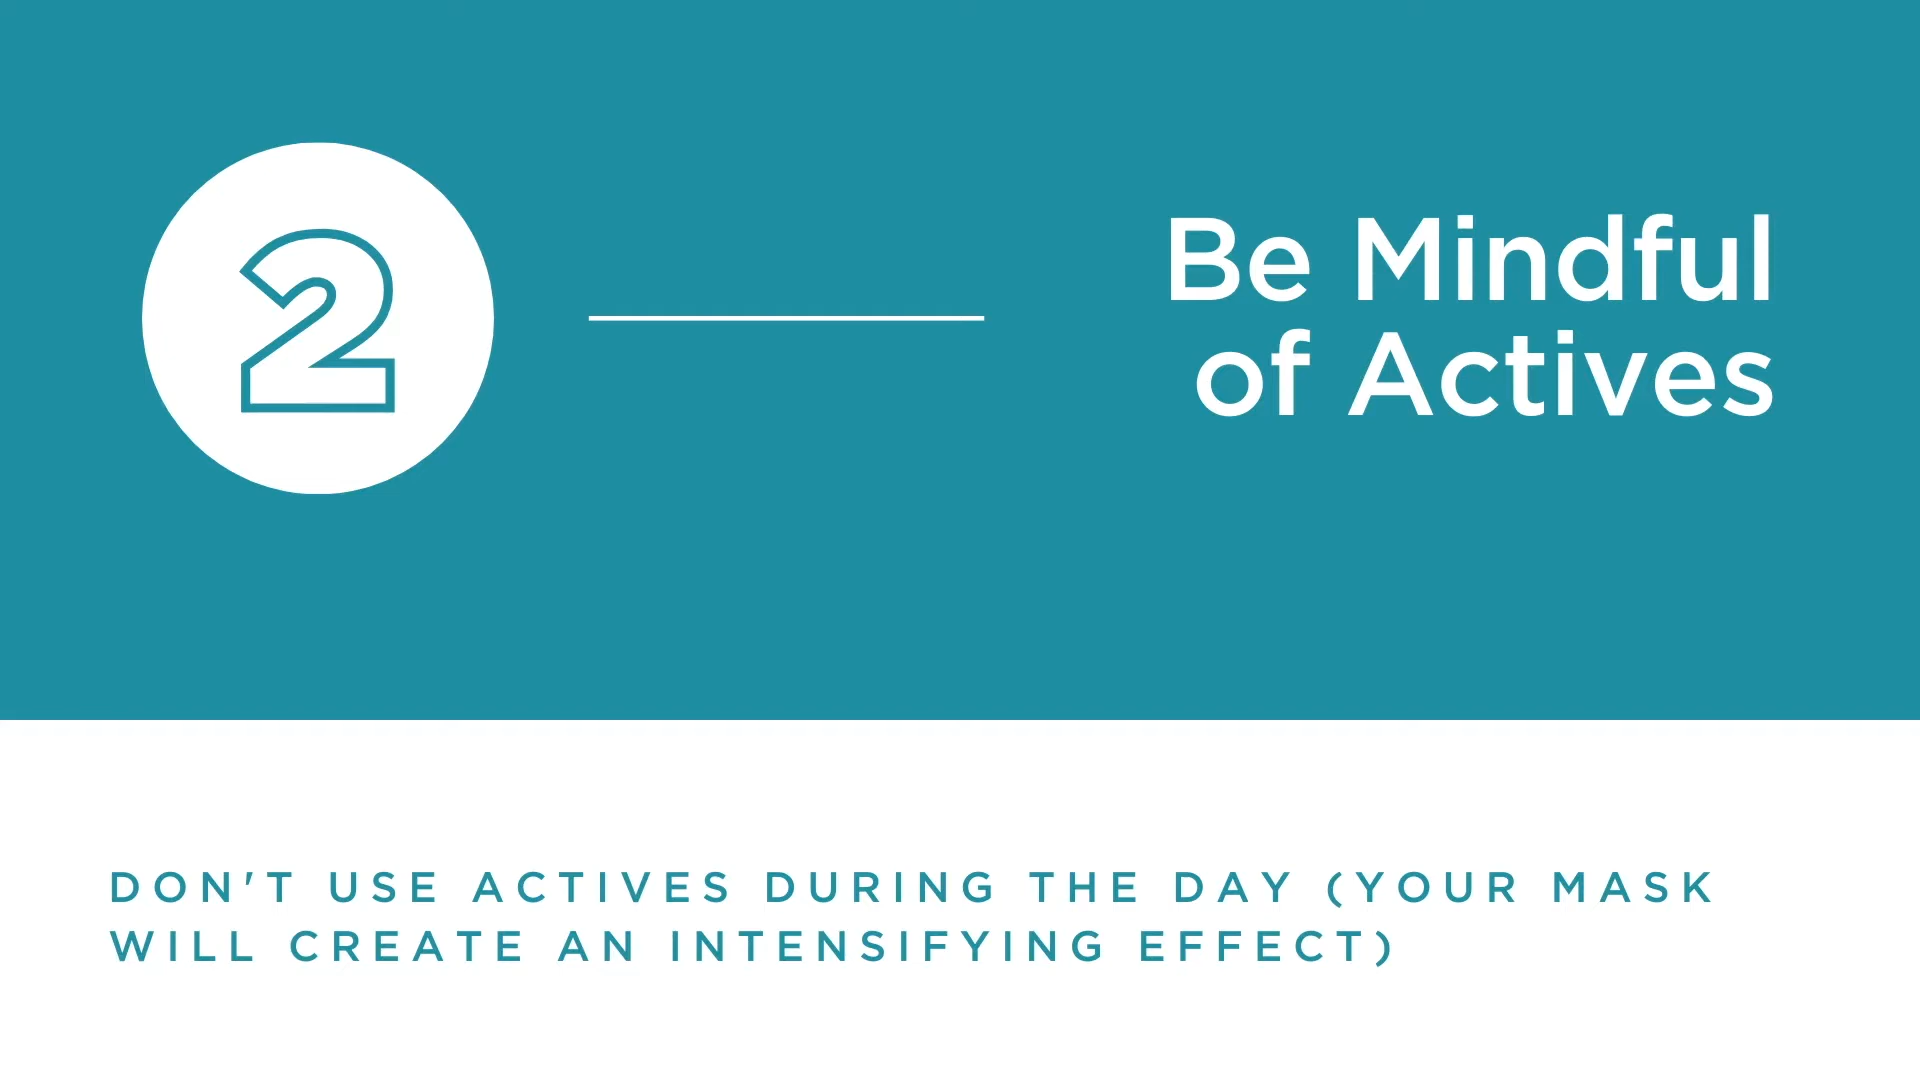 2
Be Mindful
of Actives
DON'T USE ACTIVES DURING THE DAY (YOUR MASK
WILL CREATE AN INTENSIFYING EFFECT)